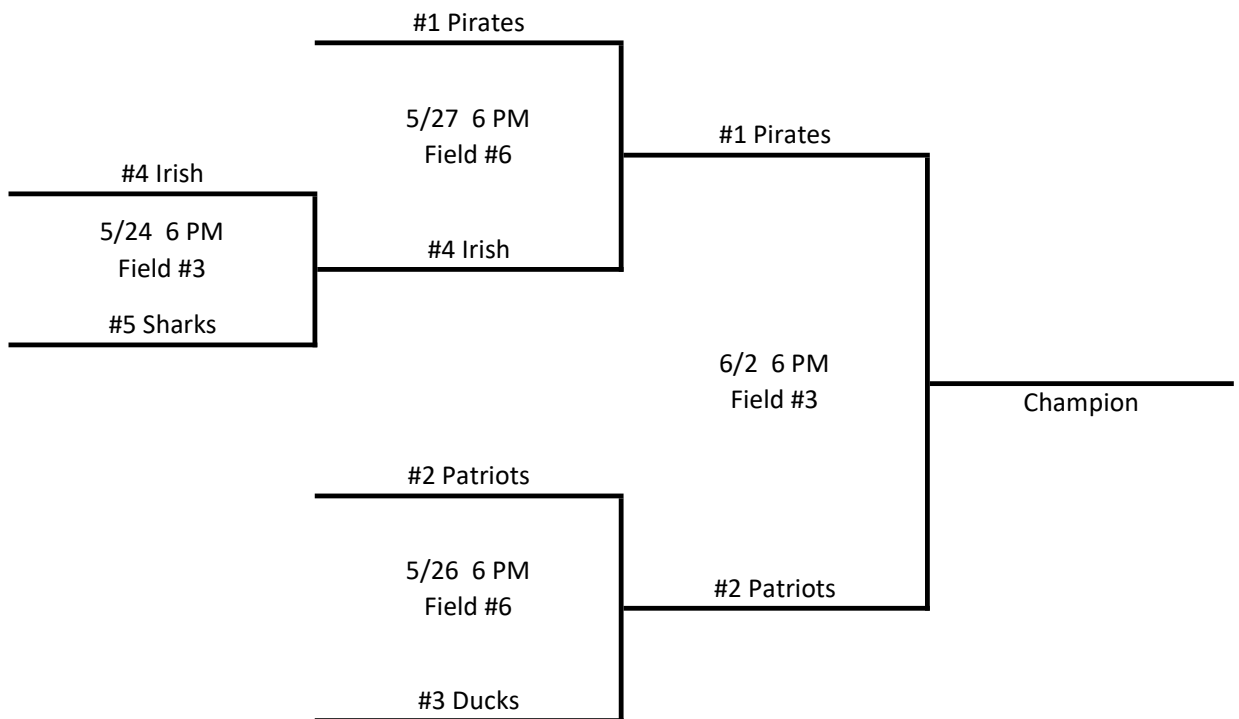 #1 Pirates
5/27  6 PM
Field #6
#1 Pirates
#4 Irish
5/24  6 PM
Field #3
#4 Irish
#5 Sharks
6/2  6 PM
Field #3
Champion
#2 Patriots
5/26  6 PM
Field #6
#2 Patriots
#3 Ducks